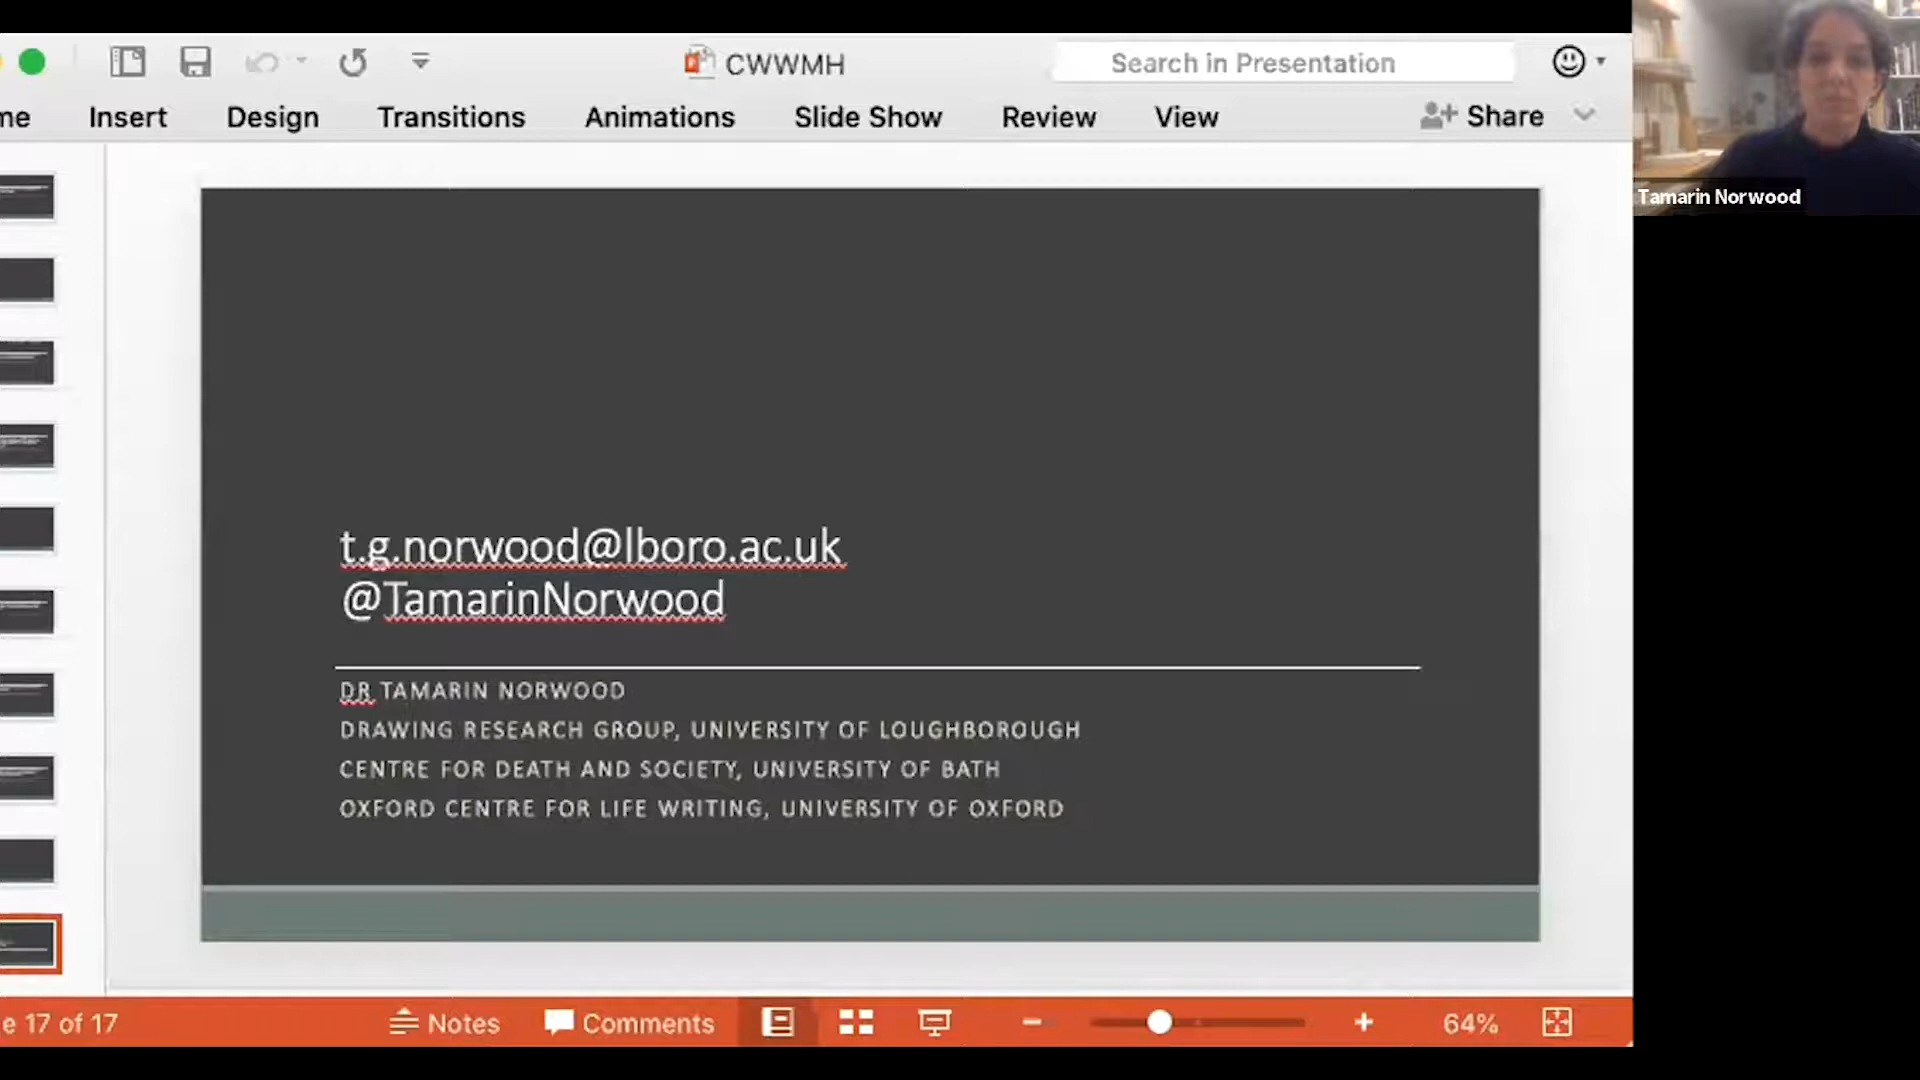 CWWMH
Search in Presentation
me Insert Design Transitions Animations Slide Show Review View Share
Tamarin Norwood
t.g.norwood@lboro.ac.uk
@TamarinNorwood
DR TAMARIN NORWOOD
DRAWING RESEARCH GROUP, UNIVERSITY OF LOUGHBOROUGH
CENTRE FOR DEATH AND SOCIETY, UNIVERSITY OF BATH
OXFORD CENTRE FOR LIFE WRITING, UNIVERSITY OF OXFORD
e 17 of 17 Notes Comments 64%